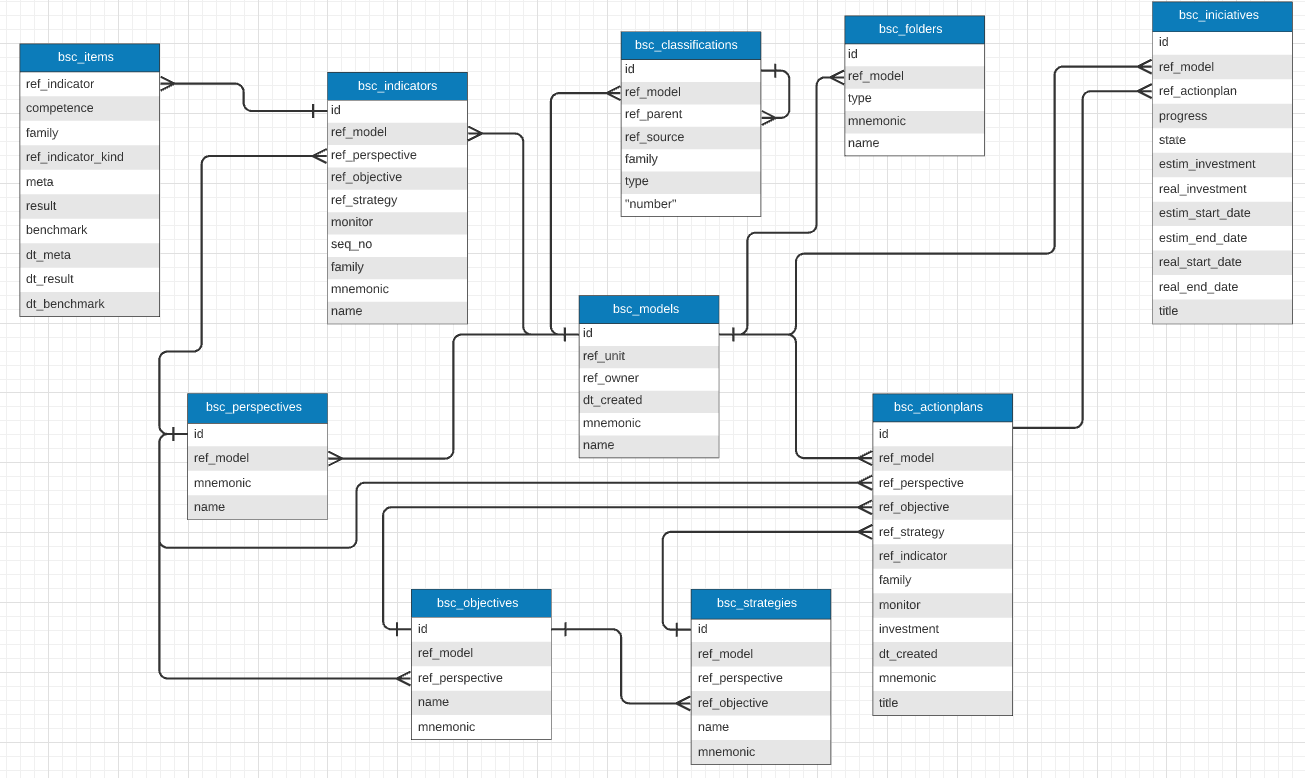 bsc_items
ref_indicator
competence
family
ref_indicator_kind
meta
result
benchmark
dt_meta
dt_result
dt_benchmark
bsc_indicators
id
ref_model
ref_perspective
ref_objective
ref_strategy
monitor
seq_no
family
mnemonic
name
bsc_classifications
id
ref_model
ref_parent
ref_source
family
type
"number"
bsc_folders
id
ref_model
type
mnemonic
name
bsc_iniciatives
id
ref_model
ref_actionplan
progress
state
estim_investment
real_investment
estim_start_date
estim_end_date
real_start_date
real_end_date
title
bsc_models
id
ref_unit
ref_owner
dt_created
mnemonic
name
bsc_perspectives
id
ref_model
mnemonic
name
bsc_actionplans
id
ref_model
ref_perspective
ref_objective
ref_strategy
ref_indicator
family
monitor
investment
dt_created
mnemonic
title
bsc_objectives
id
ref_model
ref_perspective
name
mnemonic
bsc_strategies
id
ref_model
ref_perspective
ref_objective
name
mnemonic